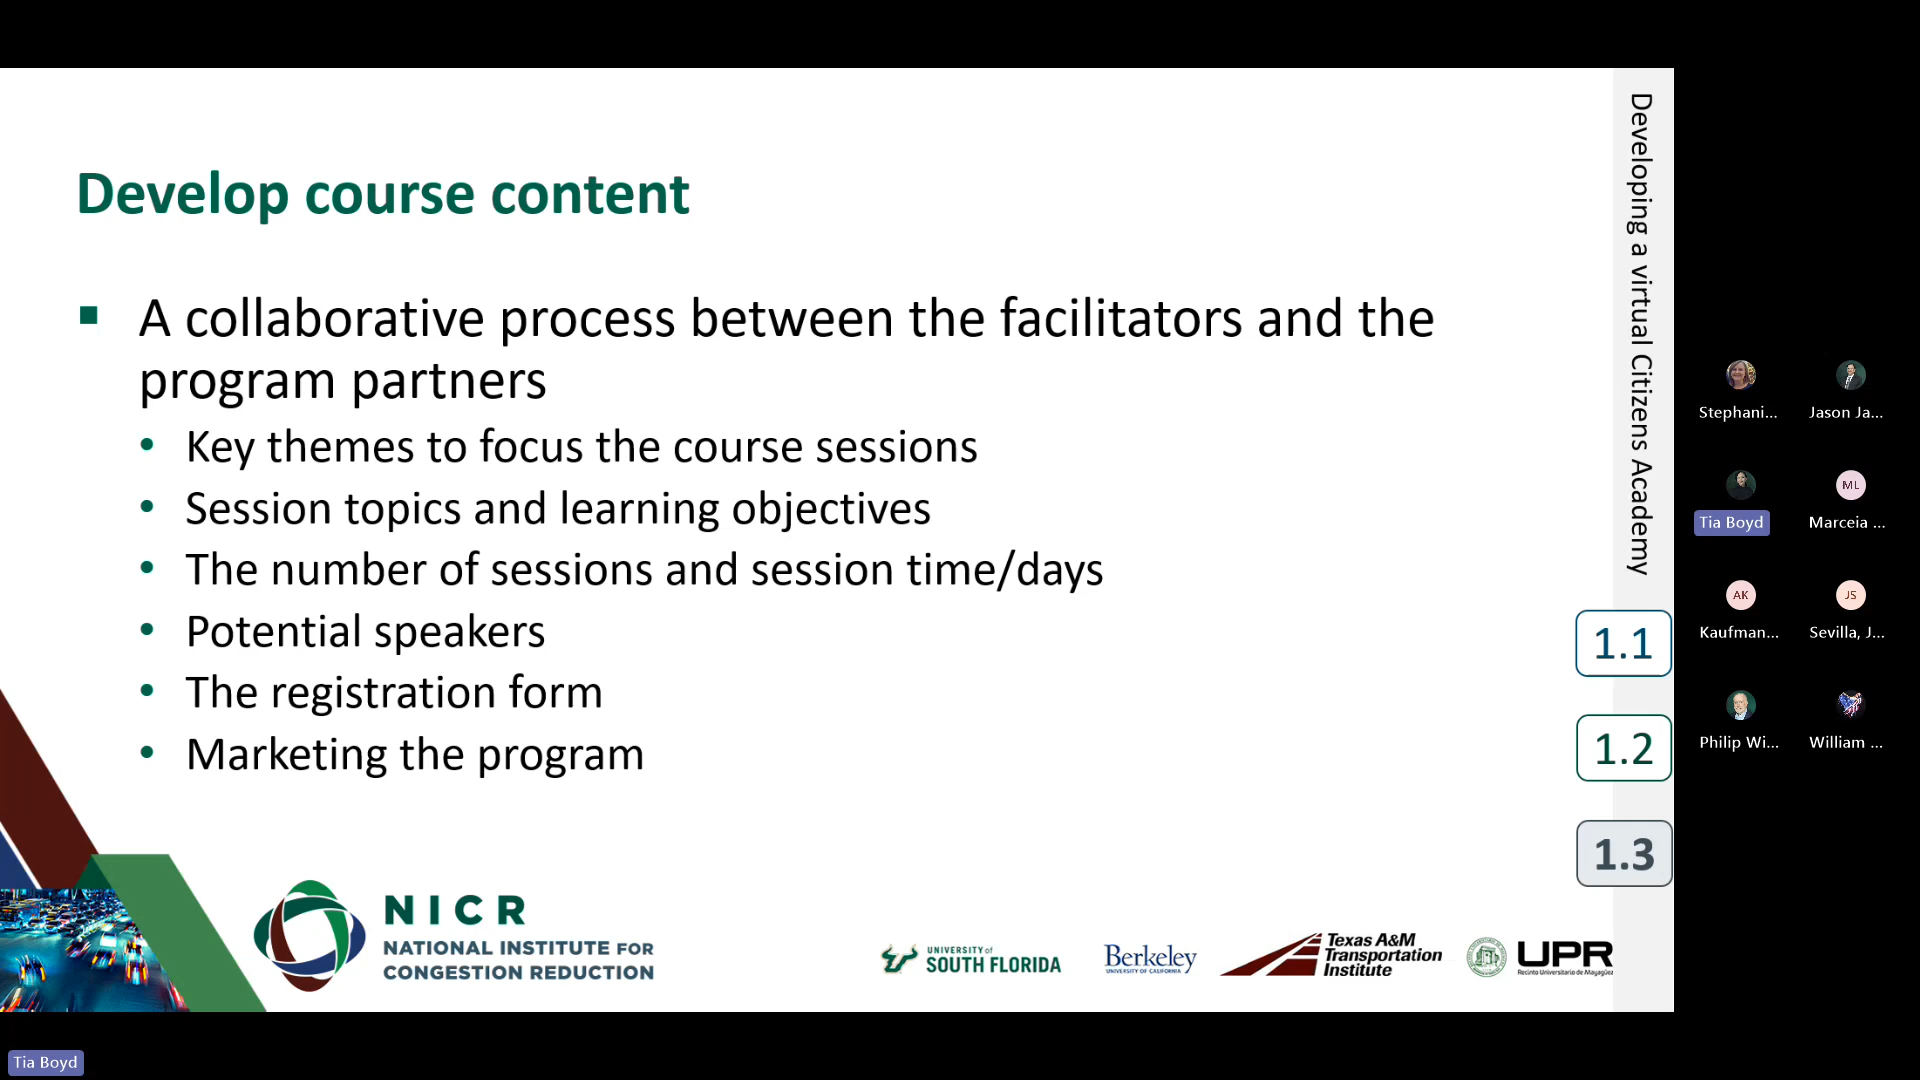 Develop course content
A collaborative process between the facilitators and the
program partners
Key themes to focus the course sessions
Session topics and learning objectives
The number of sessions and session time/days
Potential speakers
The registration form
Marketing the program
Developing a virtual Citizens Academy
1.1
1.2
1.3
NICR
NATIONAL INSTITUTE FOR
CONGESTION REDUCTION
UNIVERSITY of
SOUTH FLORIDA
Berkeley
UNIVERSITY OF CALIFORNIA
Texas A&M
Transportation
Institute
UPR
Recinto Universitario de Mayagüez
Stephani...
Jason Ja...
Tia Boyd
ML
Marceia ...
AK
Kaufman...
JS
Sevilla, J...
Philip Wi...
William ...
Tia Boyd